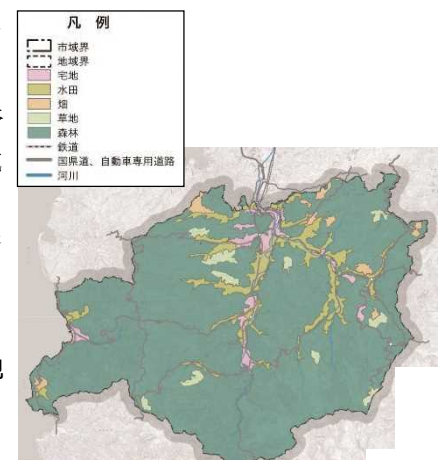 凡 例
市域界
地域界
宅地
水田
畑
草地
森林
鉄道
国県道、自動車専用道路
河川